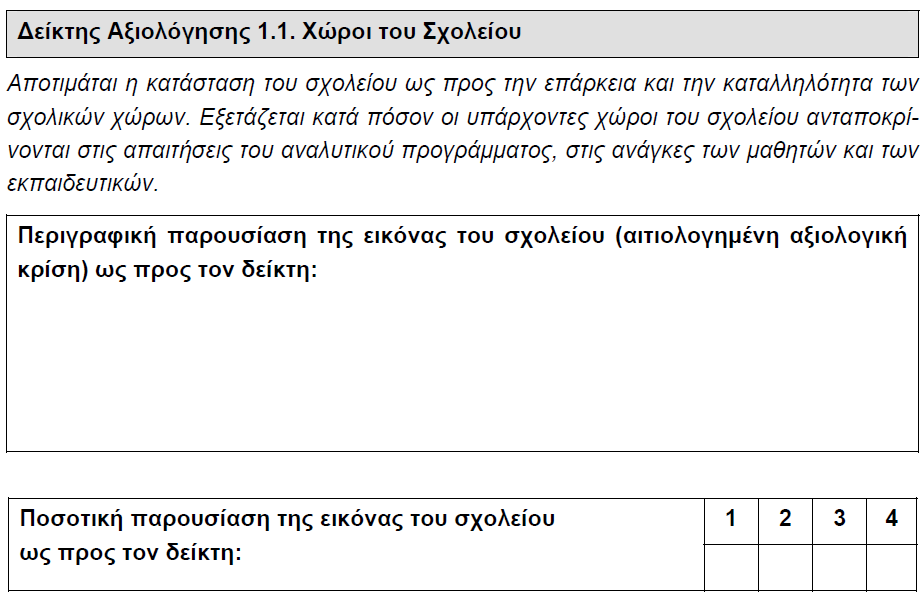 Δείκτης Αξιολόγησης 1.1. Χώροι του Σχολείου
Αποτιμάται η κατάσταση του σχολείου ως προς την επάρκεια και την καταλληλότητα των
σχολικών χώρων. Εξετάζεται κατά πόσον οι υπάρχοντες χώροι του σχολείου ανταποκρί-
νονται στις απαιτήσεις του αναλυτικού προγράμματος, στις ανάγκες των μαθητών και των
εκπαιδευτικών.
Περιγραφική παρουσίαση της εικόνας του σχολείου (αιτιολογημένη αξιολογική
κρίση) ως προς τον δείκτη:
Ποσοτική παρουσίαση της εικόνας του σχολείου 1 2 3 4
ως προς τον δείκτη: